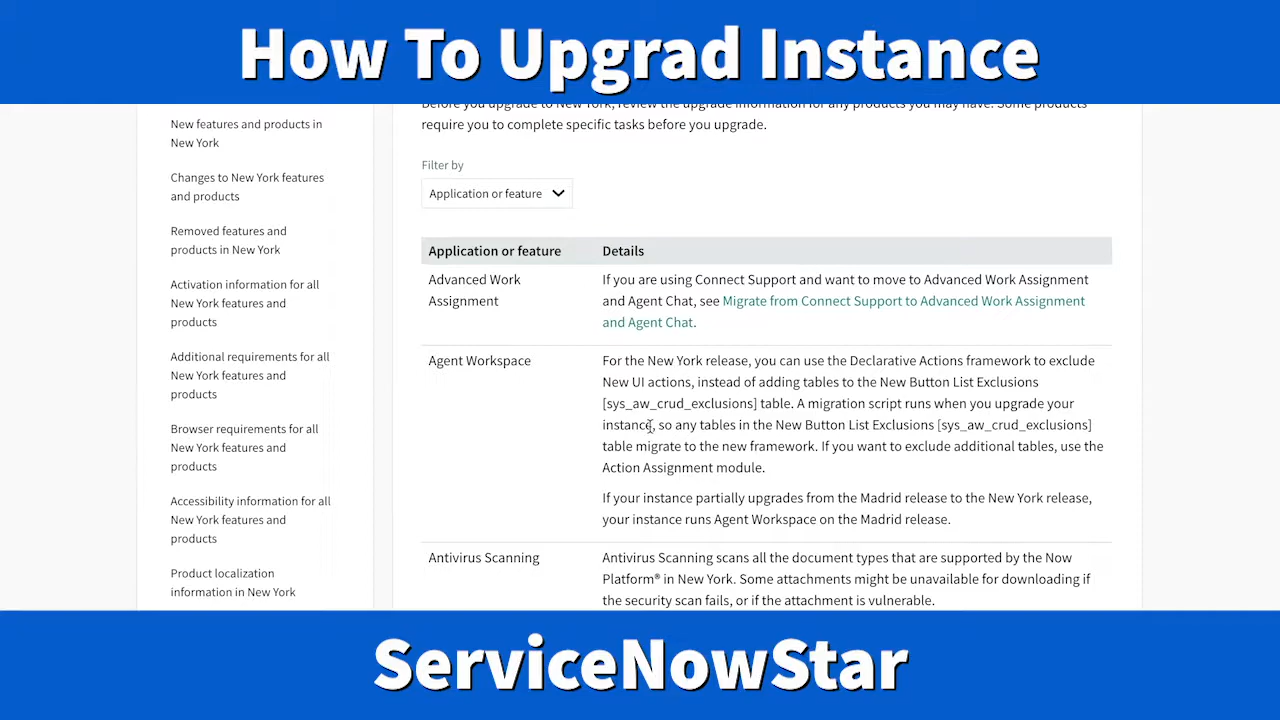 How To Upgrad Instance
Before you upgrade to New York, review the upgrade information for any products you may have. Some products
require you to complete specific tasks before you upgrade.
Filter by
Application or feature
New features and products in
New York
Changes to New York features
and products
Removed features and
products in New York
Activation information for all
New York features and
products
Additional requirements for all
New York features and
products
Browser requirements for all
New York features and
products
Accessibility information for all
New York features and
products
Product localization
information in New York
Application or feature Details
Advanced Work
Assignment
If you are using Connect Support and want to move to Advanced Work Assignment
and Agent Chat, see Migrate from Connect Support to Advanced Work Assignment
and Agent Chat.
Agent Workspace
For the New York release, you can use the Declarative Actions framework to exclude
New UI actions, instead of adding tables to the New Button List Exclusions
[sys_aw_crud_exclusions] table. A migration script runs when you upgrade your
instance, so any tables in the New Button List Exclusions [sys_aw_crud_exclusions]
table migrate to the new framework. If you want to exclude additional tables, use the
Action Assignment module.
If your instance partially upgrades from the Madrid release to the New York release,
your instance runs Agent Workspace on the Madrid release.
Antivirus Scanning
Antivirus Scanning scans all the document types that are supported by the Now
Platform® in New York. Some attachments might be unavailable for downloading if
the security scan fails, or if the attachment is vulnerable.
ServiceNowStar